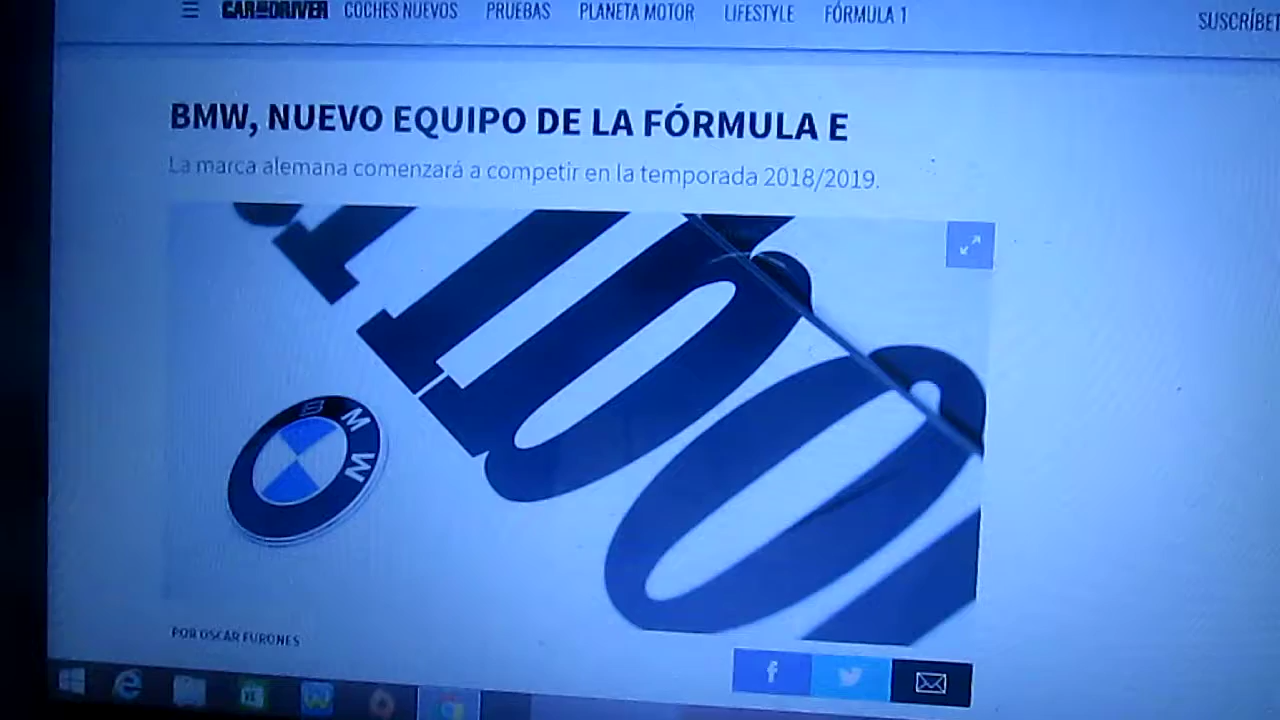 CAR AND DRIVER COCHES NUEVOS PRUEBAS PLANETA MOTOR LIFESTYLE FÓRMULA 1 SUSCRÍBET
BMW, NUEVO EQUIPO DE LA FÓRMULA E
La marca alemana comenzará a competir en la temporada 2018/2019.
BMW
POR OSCAR FURONES